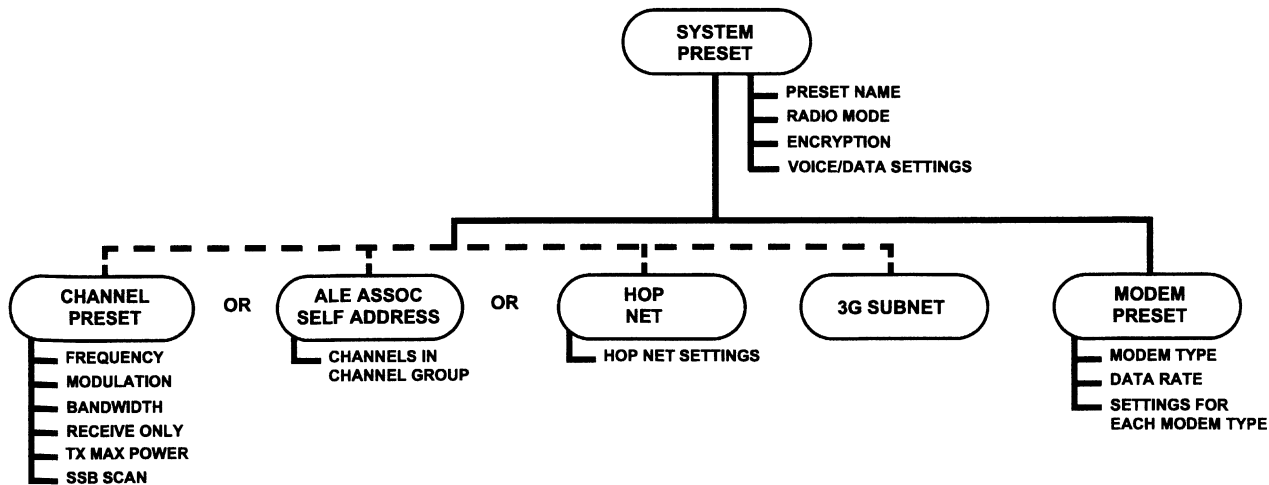 SYSTEM
PRESET
PRESET NAME
RADIO MODE
ENCRYPTION
VOICE/DATA SETTINGS
CHANNEL
PRESET
FREQUENCY
MODULATION
BANDWIDTH
RECEIVE ONLY
TX MAX POWER
SSB SCAN
OR
ALE ASSOC
SELF ADDRESS
CHANNELS IN
CHANNEL GROUP
OR
HOP
NET
HOP NET SETTINGS
3G SUBNET
MODEM
PRESET
MODEM TYPE
DATA RATE
SETTINGS FOR
EACH MODEM TYPE